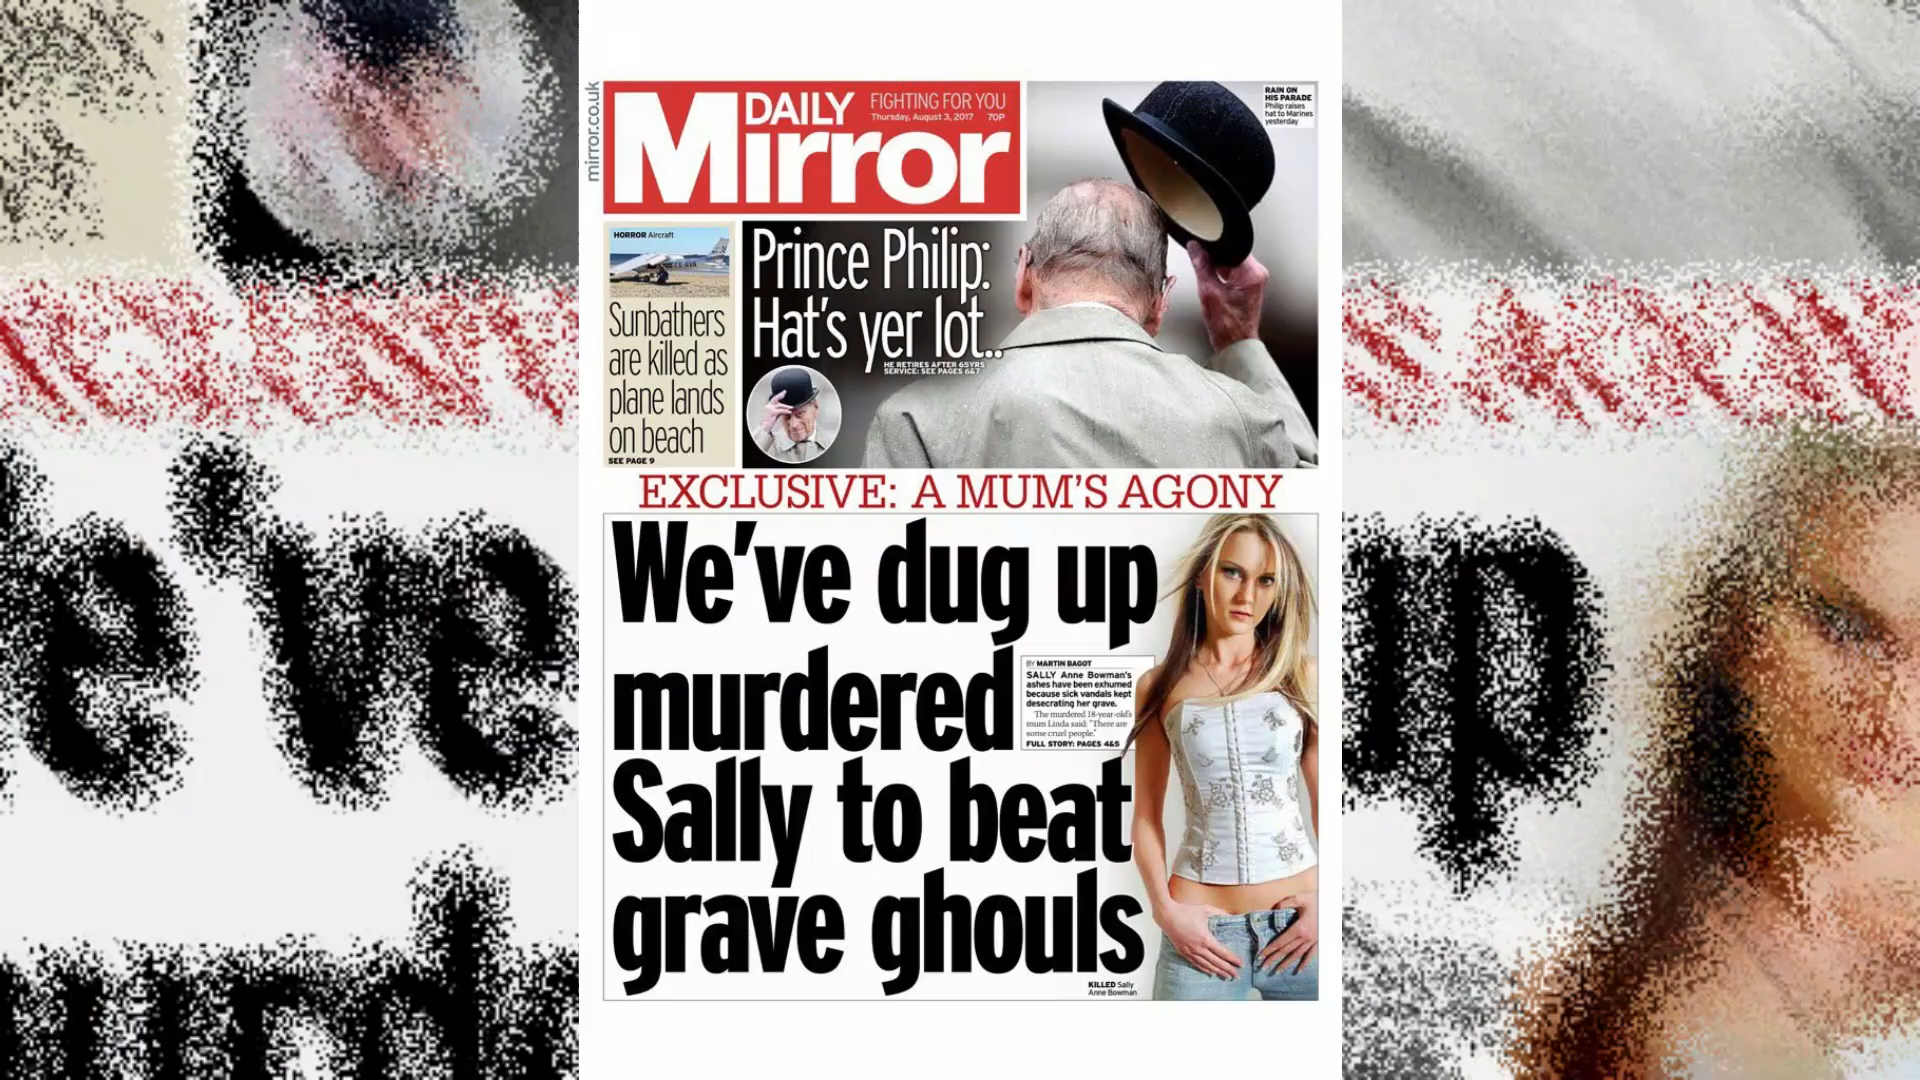 mirror.co.uk
DAILY
Mirror
FIGHTING FOR YOU
Thursday, August 3, 2017 70P
RAIN ON
HIS PARADE
Philip raises
hat to Marines
yesterday
HORROR Aircraft
Sunbathers
are killed as
plane lands
on beach
SEE PAGE 9
Prince Philip:
Hat's yer lot..
HE RETIRES AFTER 65YRS
SERVICE: SEE PAGES 6&7
EXCLUSIVE: A MUM'S AGONY
We've dug up
murdered
Sally to beat
grave ghouls
BY MARTIN BAGOT
SALLY Anne Bowman's
ashes have been exhumed
because sick vandals kept
desecrating her grave.
The murdered 18-year-old's
mum Linda said: "There are
some cruel people."
FULL STORY: PAGES 4&5
KILLED Sally
Anne Bowman